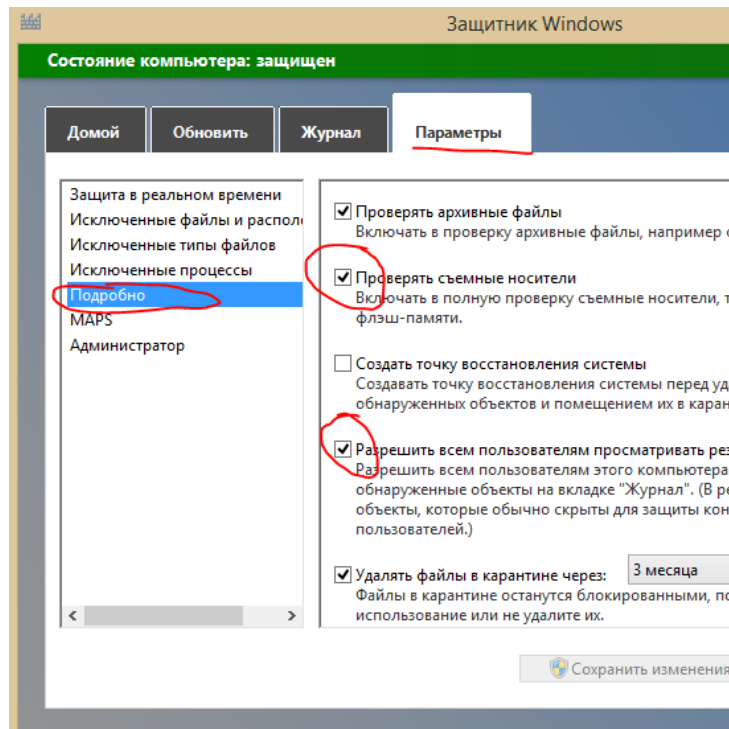 Защитник Windows
Состояние компьютера: защищен
Домой
Обновить
Журнал
Параметры
Защита в реальном времени
Исключенные файлы и распол
Исключенные типы файлов
Исключенные процессы
Подробно
MAPS
Администратор
Проверять архивные файлы
Включать в проверку архивные файлы, например
Проверять съемные носители
Включать в полную проверку съемные носители, т
флэш-памяти.
Создать точку восстановления системы
Создавать точку восстановления системы перед уд
обнаруженных объектов и помещением их в каран
Разрешить всем пользователям просматривать рез
Разрешить всем пользователям этого компьютера
обнаруженные объекты на вкладке "Журнал". (В ре
объекты, которые обычно скрыты для защиты кон
пользователей.)
Удалять файлы в карантине через:
3 месяца
Файлы в карантине останутся блокированными, по
использование или не удалите их.
Сохранить изменения